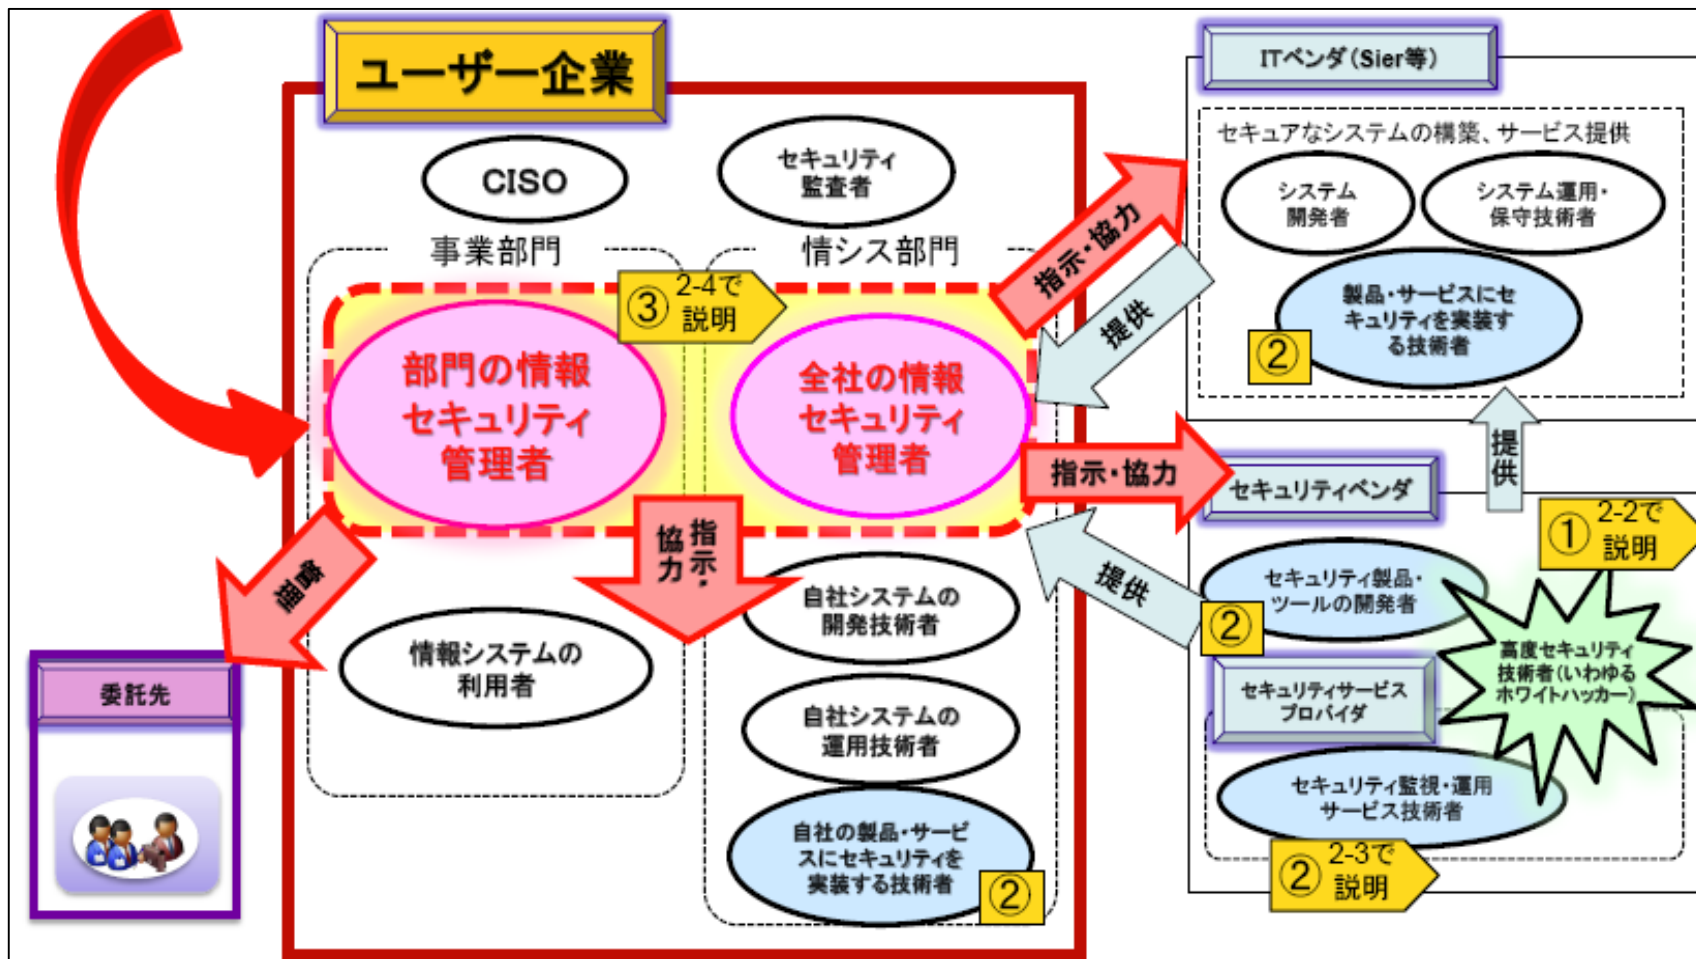 ユーザー企業
CISO
セキュリティ
監査者
事業部門
情シス部門
③
2-4で
説明
部門の情報
セキュリティ
管理者
全社の情報
セキュリティ
管理者
指示・協力
提供
指示・協力
提供
管理
指示・
協力
情報システムの
利用者
自社システムの
開発技術者
自社システムの
運用技術者
自社の製品・サービ
スにセキュリティを
実装する技術者
②
委託先
ITベンダ(Sier等)
セキュアなシステムの構築、サービス提供
システム
開発者
システム運用・
保守技術者
製品・サービスにセ
キュリティを実装す
る技術者
②
提供
セキュリティベンダ
①
2-2で
説明
セキュリティ製品・
ツールの開発者
②
高度セキュリティ
技術者(いわゆる
ホワイトハッカー)
セキュリティサービス
プロバイダ
セキュリティ監視・運用
サービス技術者
②
2-3で
説明